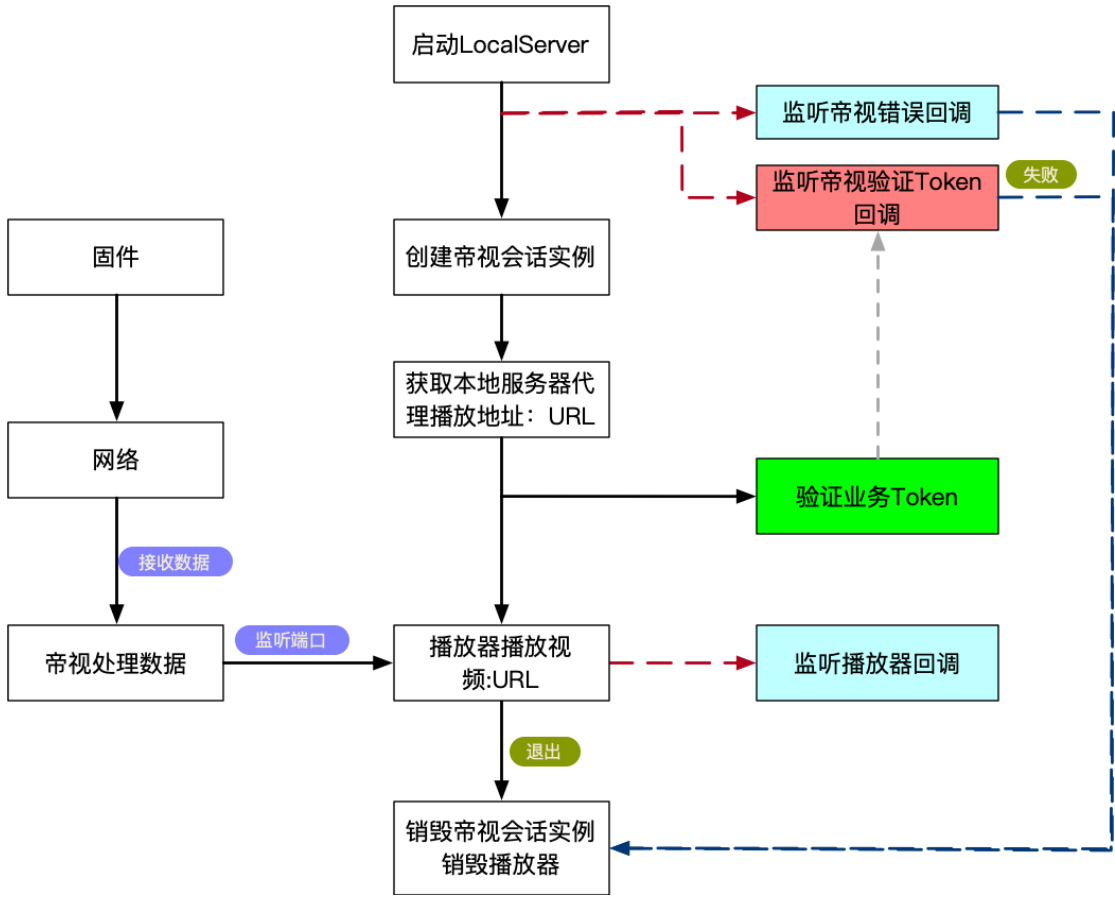 启动LocalServer
监听帝视错误回调
监听帝视验证Token
回调
失败
固件
创建帝视会话实例
获取本地服务器代
理播放地址：URL
网络
验证业务Token
接收数据
帝视处理数据
监听端口
播放器播放视
频:URL
监听播放器回调
退出
销毁帝视会话实例
销毁播放器